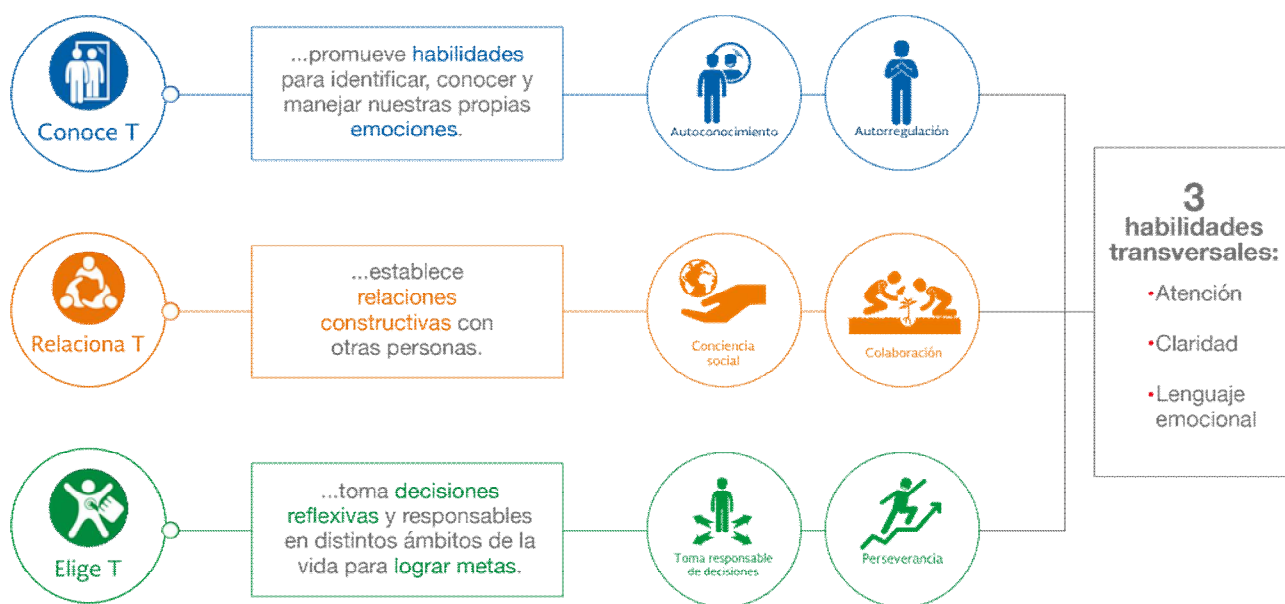 Conoce T
...promueve habilidades
para identificar, conocer y
manejar nuestras propias
emociones.
Autoconocimiento
Autorregulación
Relaciona T
...establece
relaciones
constructivas con
otras personas.
Conciencia
social
Colaboración
Elige T
...toma decisiones
reflexivas y responsables
en distintos ámbitos de la
vida para lograr metas.
Toma responsable
de decisiones
Perseverancia
3
habilidades
transversales:
•Atención
•Claridad
•Lenguaje
emocional